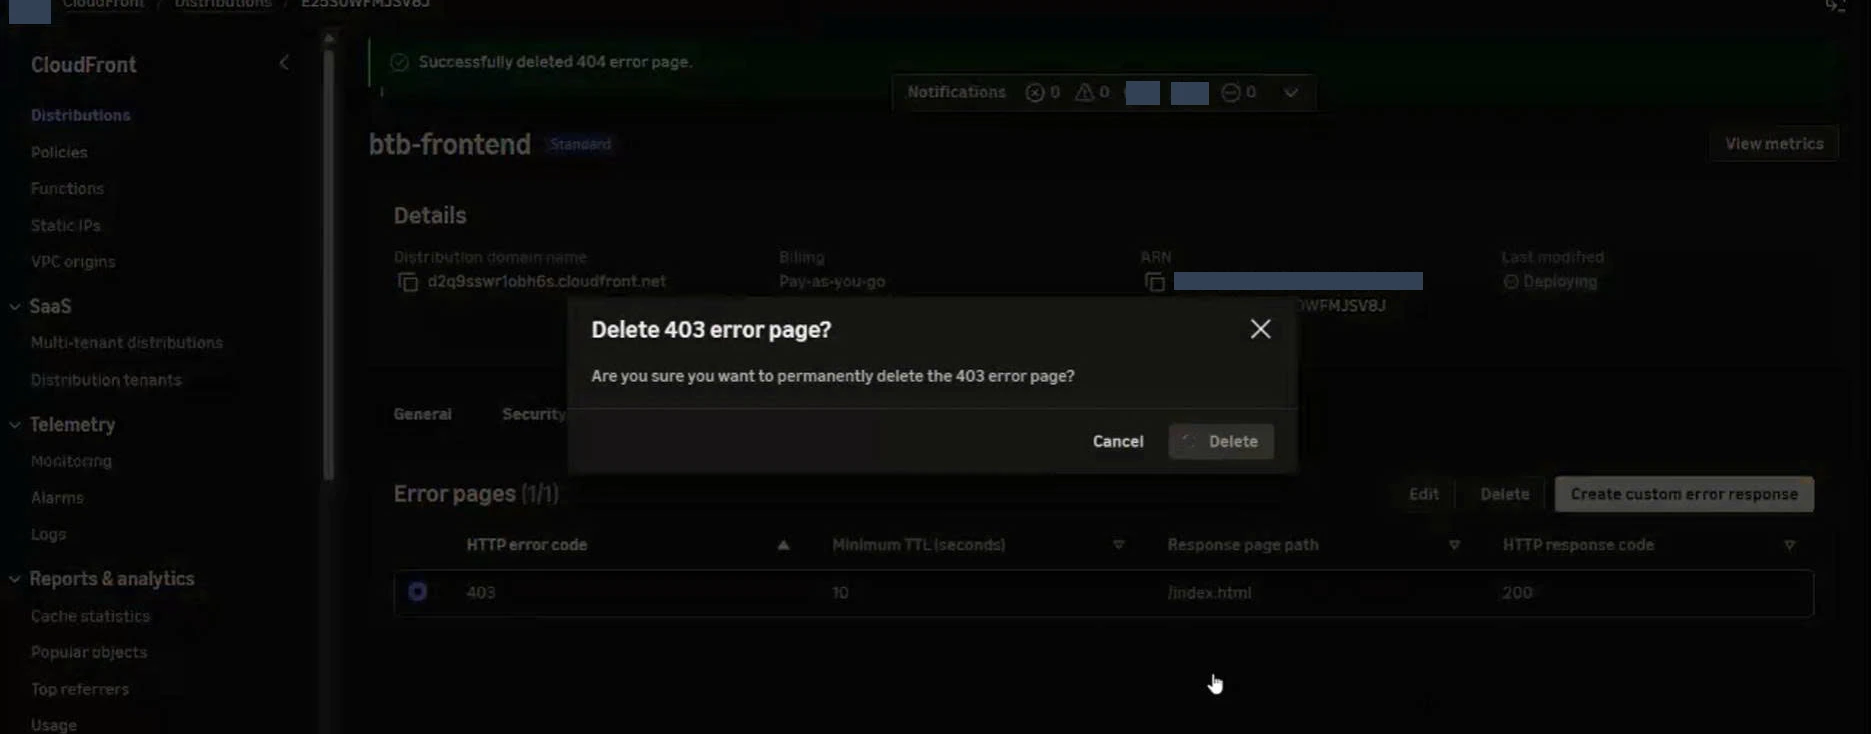 CloudFront / Distributions / E2S3UWFMJSV8J
CloudFront
Distributions
Policies
Functions
Static IPs
VPC origins
SaaS
Multi-tenant distributions
Distribution tenants
Telemetry
Monitoring
Alarms
Logs
Reports & analytics
Cache statistics
Popular objects
Top referrers
Usage
Successfully deleted 404 error page.
Notifications 0 0 0
btb-frontend Standard
View metrics
Details
Distribution domain name
d2q9sswr1obh6s.cloudfront.net
Billing
Pay-as-you-go
ARN
WFMJSV8J
Last modified
Deploying
Delete 403 error page?
Are you sure you want to permanently delete the 403 error page?
Cancel Delete
General Security
Error pages (1/1)
Edit Delete Create custom error response
HTTP error code Minimum TTL (seconds) Response page path HTTP response code
403 10 /index.html 200